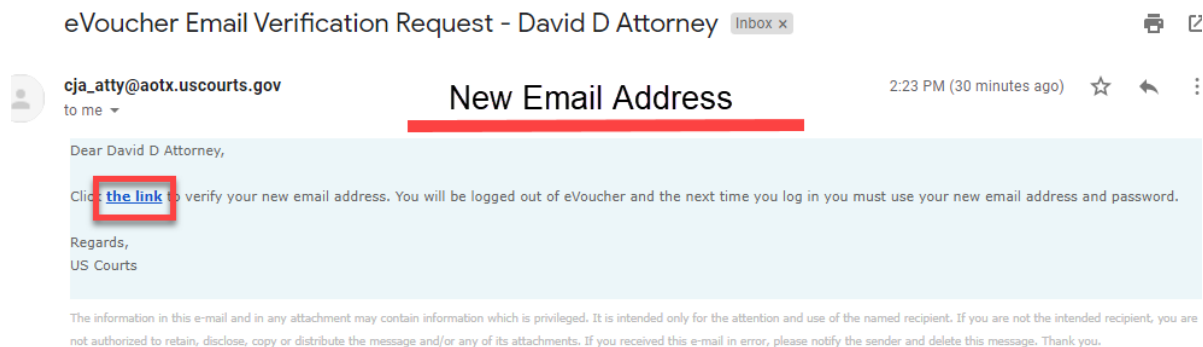 eVoucher Email Verification Request - David D Attorney Inbox x
cja_atty@aotx.uscourts.gov
2:23 PM (30 minutes ago)
to me
New Email Address
Dear David D Attorney,
Click the link to verify your new email address. You will be logged out of eVoucher and the next time you log in you must use your new email address and password.
Regards,
US Courts
The information in this e-mail and in any attachment may contain information which is privileged. It is intended only for the attention and use of the named recipient. If you are not the intended recipient, you are
not authorized to retain, disclose, copy or distribute the message and/or any of its attachments. If you received this e-mail in error, please notify the sender and delete this message. Thank you.